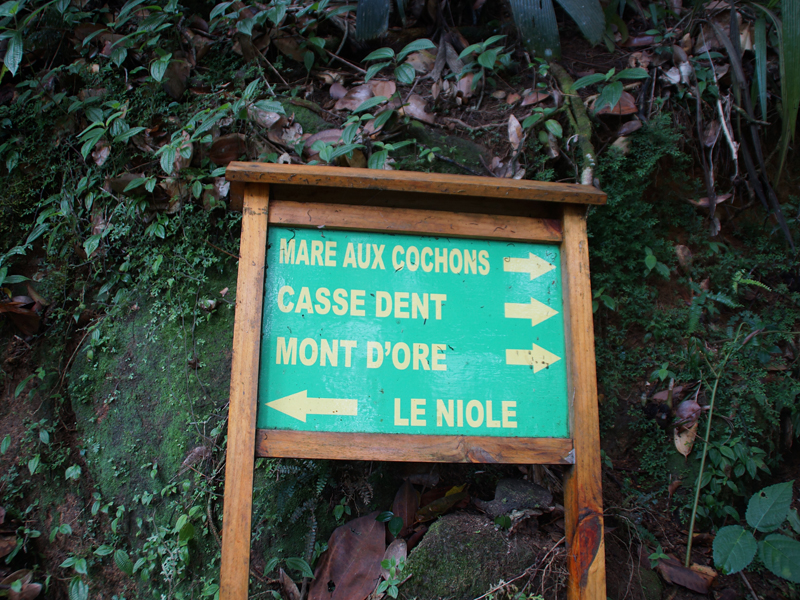 MARE AUX COCHONS
CASSE DENT
MONT D'ORE
LE NIOLE